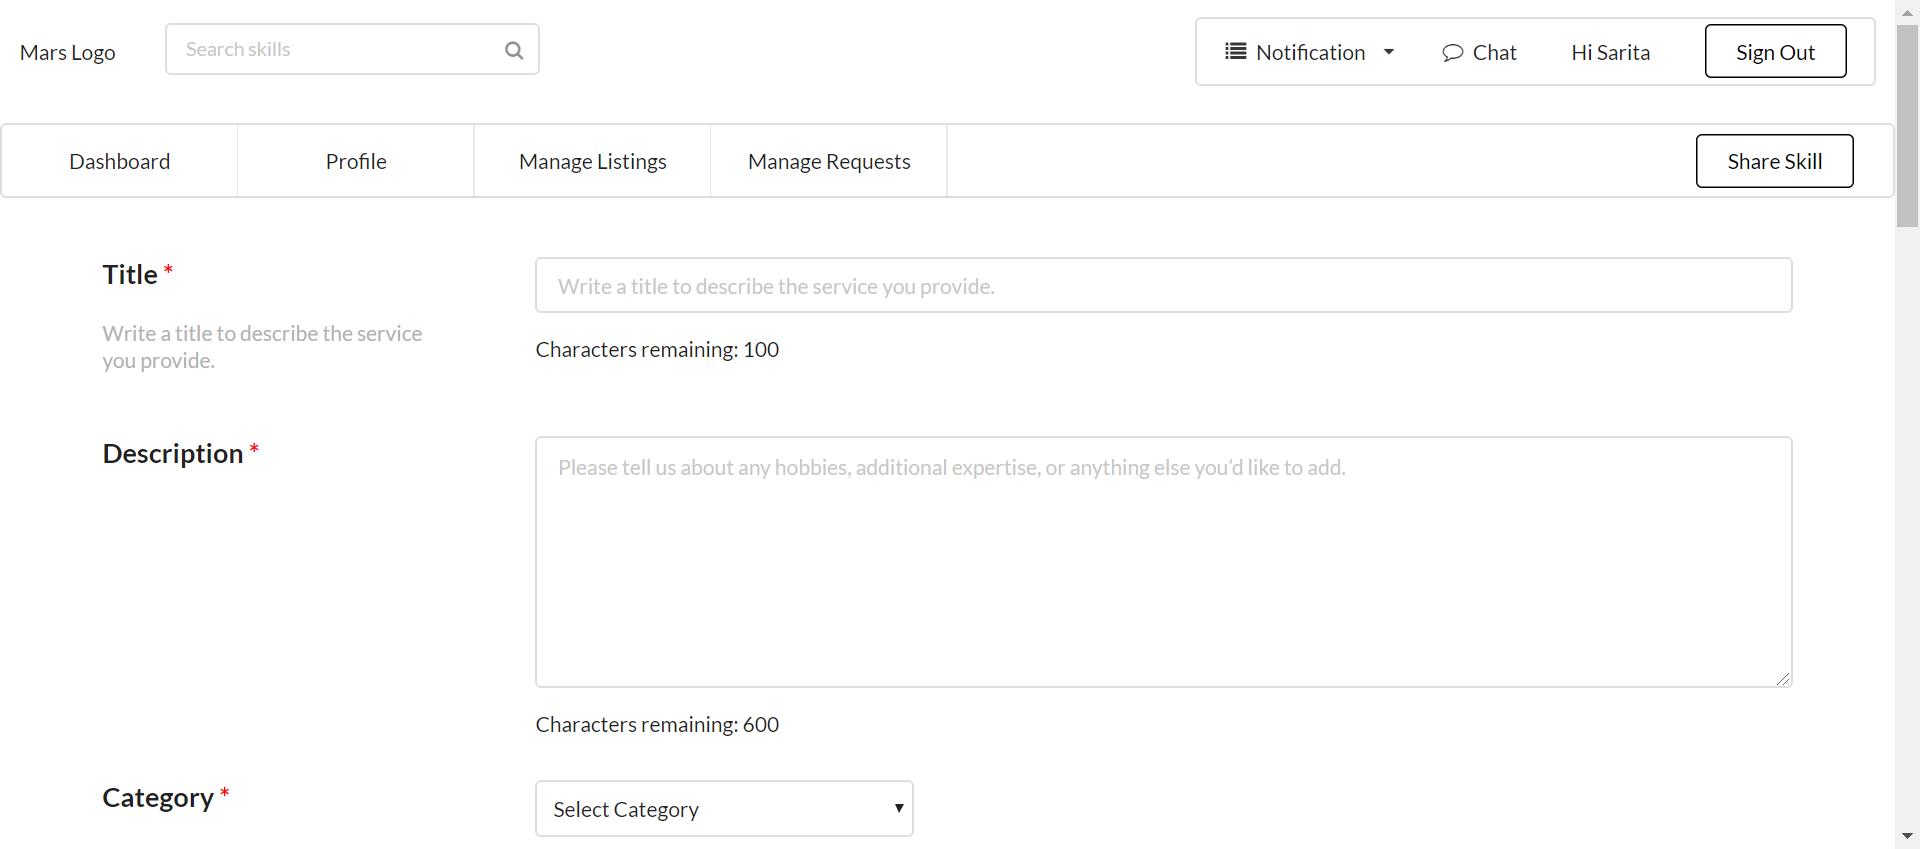 Mars Logo
Search skills
Notification
Chat
Hi Sarita
Sign Out
Dashboard
Profile
Manage Listings
Manage Requests
Share Skill
Title *
Write a title to describe the service
you provide.
Write a title to describe the service you provide.
Characters remaining: 100
Description *
Please tell us about any hobbies, additional expertise, or anything else you'd like to add.
Characters remaining: 600
Category *
Select Category